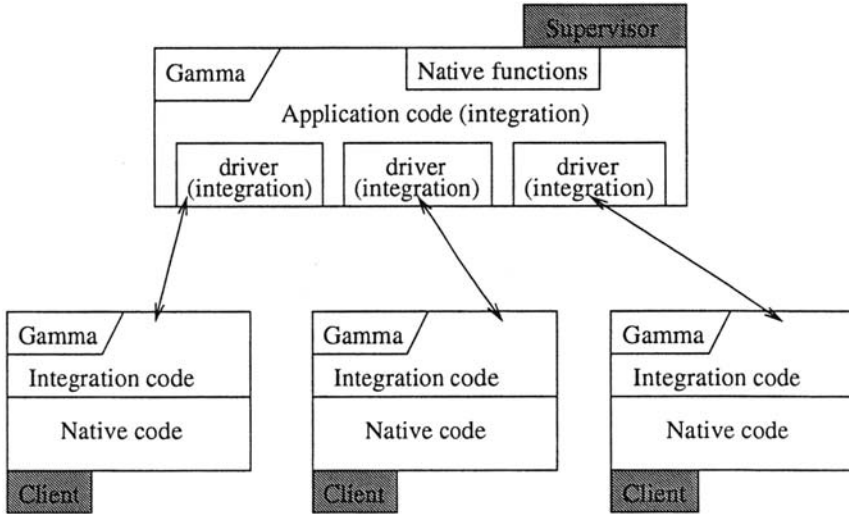 Supervisor
Gamma
Native functions
Application code (integration)
driver
(integration)
driver
(integration)
driver
(integration)
Gamma
Integration code
Native code
Client
Gamma
Integration code
Native code
Client
Gamma
Integration code
Native code
Client